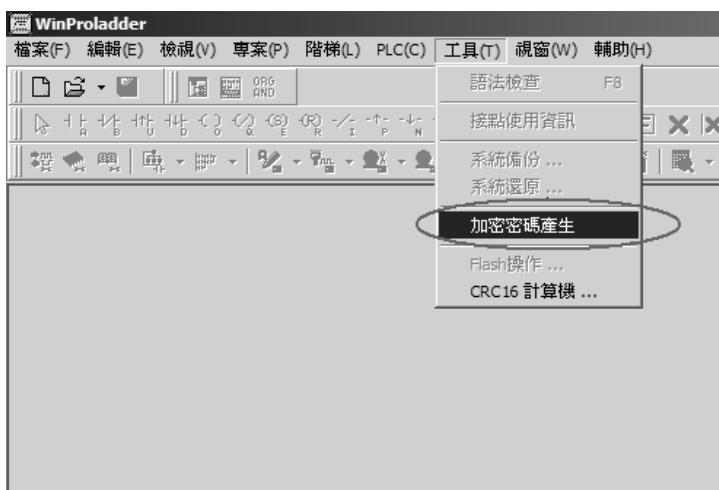 WinProladder
檔案(F) 編輯(E) 檢視(V) 專案(P) 階梯(L) PLC(C) 工具(T) 視窗(W) 輔助(H)
ORG
AND
A B U D O Q E R I P N
語法檢查 F8
接點使用資訊
系統備份 ...
系統還原 ...
加密密碼產生
Flash操作 ...
CRC16 計算機 ...